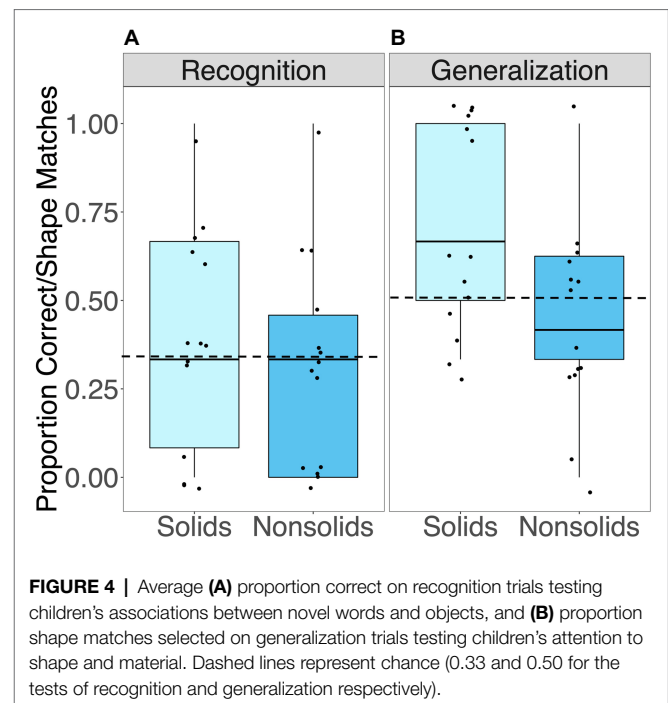 A
B
Recognition
Generalization
Proportion Correct/Shape Matches
1.00
0.75
0.50
0.25
0.00
Solids
Nonsolids
Solids
Nonsolids
FIGURE 4 | Average (A) proportion correct on recognition trials testing
children's associations between novel words and objects, and (B) proportion
shape matches selected on generalization trials testing children's attention to
shape and material. Dashed lines represent chance (0.33 and 0.50 for the
tests of recognition and generalization respectively).